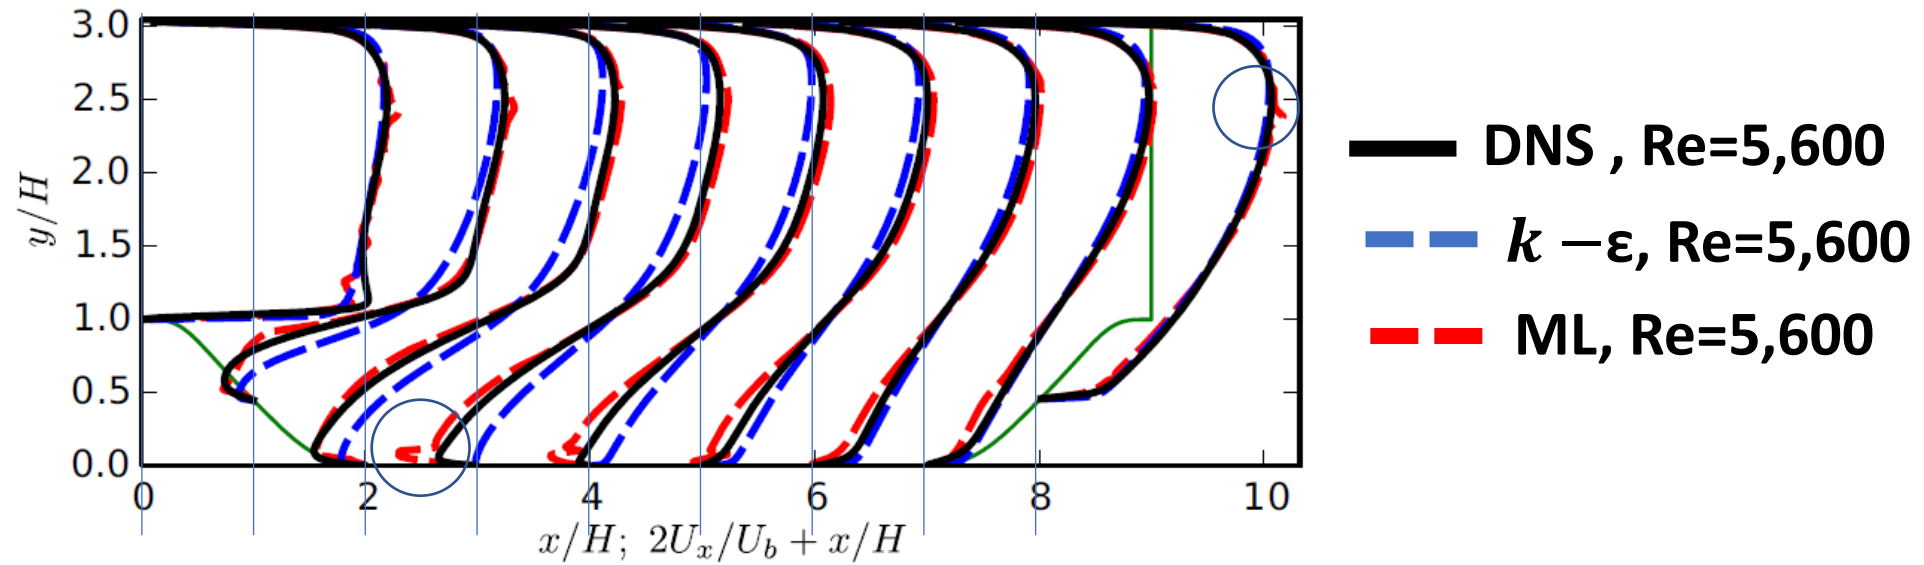 3.0
2.5
2.0
1.5
1.0
0.5
0.0
y/H
0 2 4 6 8 10
x/H; 2Uₓ/U_b + x/H
DNS , Re=5,600
k −ε, Re=5,600
ML, Re=5,600